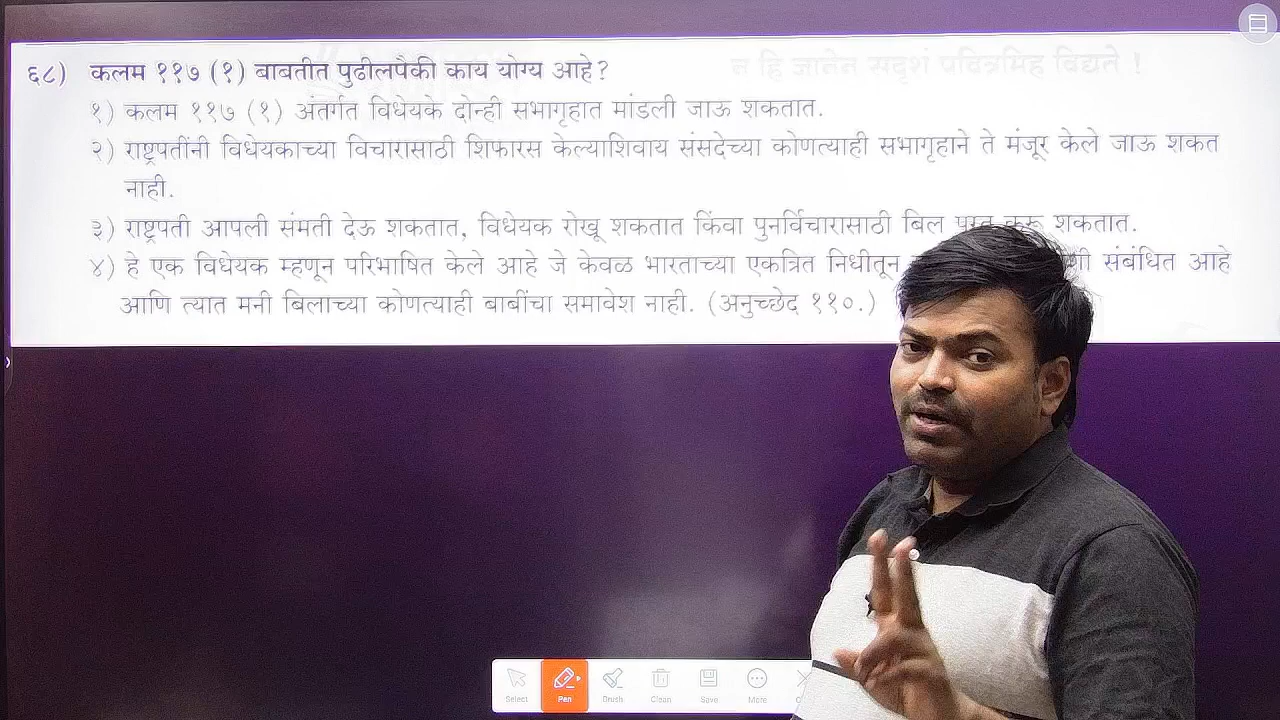 न हि ज्ञानेन सदृशं पवित्रमिह विद्यते !
६८) कलम ११७ (१) बाबतीत पुढीलपैकी काय योग्य आहे?
१) कलम ११७ (१) अंतर्गत विधेयके दोन्ही सभागृहात मांडली जाऊ शकतात.
२) राष्ट्रपतींनी विधेयकाच्या विचारासाठी शिफारस केल्याशिवाय संसदेच्या कोणत्याही सभागृहाने ते मंजूर केले जाऊ शकत
नाही.
३) राष्ट्रपती आपली संमती देऊ शकतात, विधेयक रोखू शकतात किंवा पुनर्विचारासाठी बिल परत करू शकतात.
४) हे एक विधेयक म्हणून परिभाषित केले आहे जे केवळ भारताच्या एकत्रित निधीतून संबंधित आहे
आणि त्यात मनी बिलाच्या कोणत्याही बाबींचा समावेश नाही. (अनुच्छेद ११०.)
Select Pen Brush Clean Save More